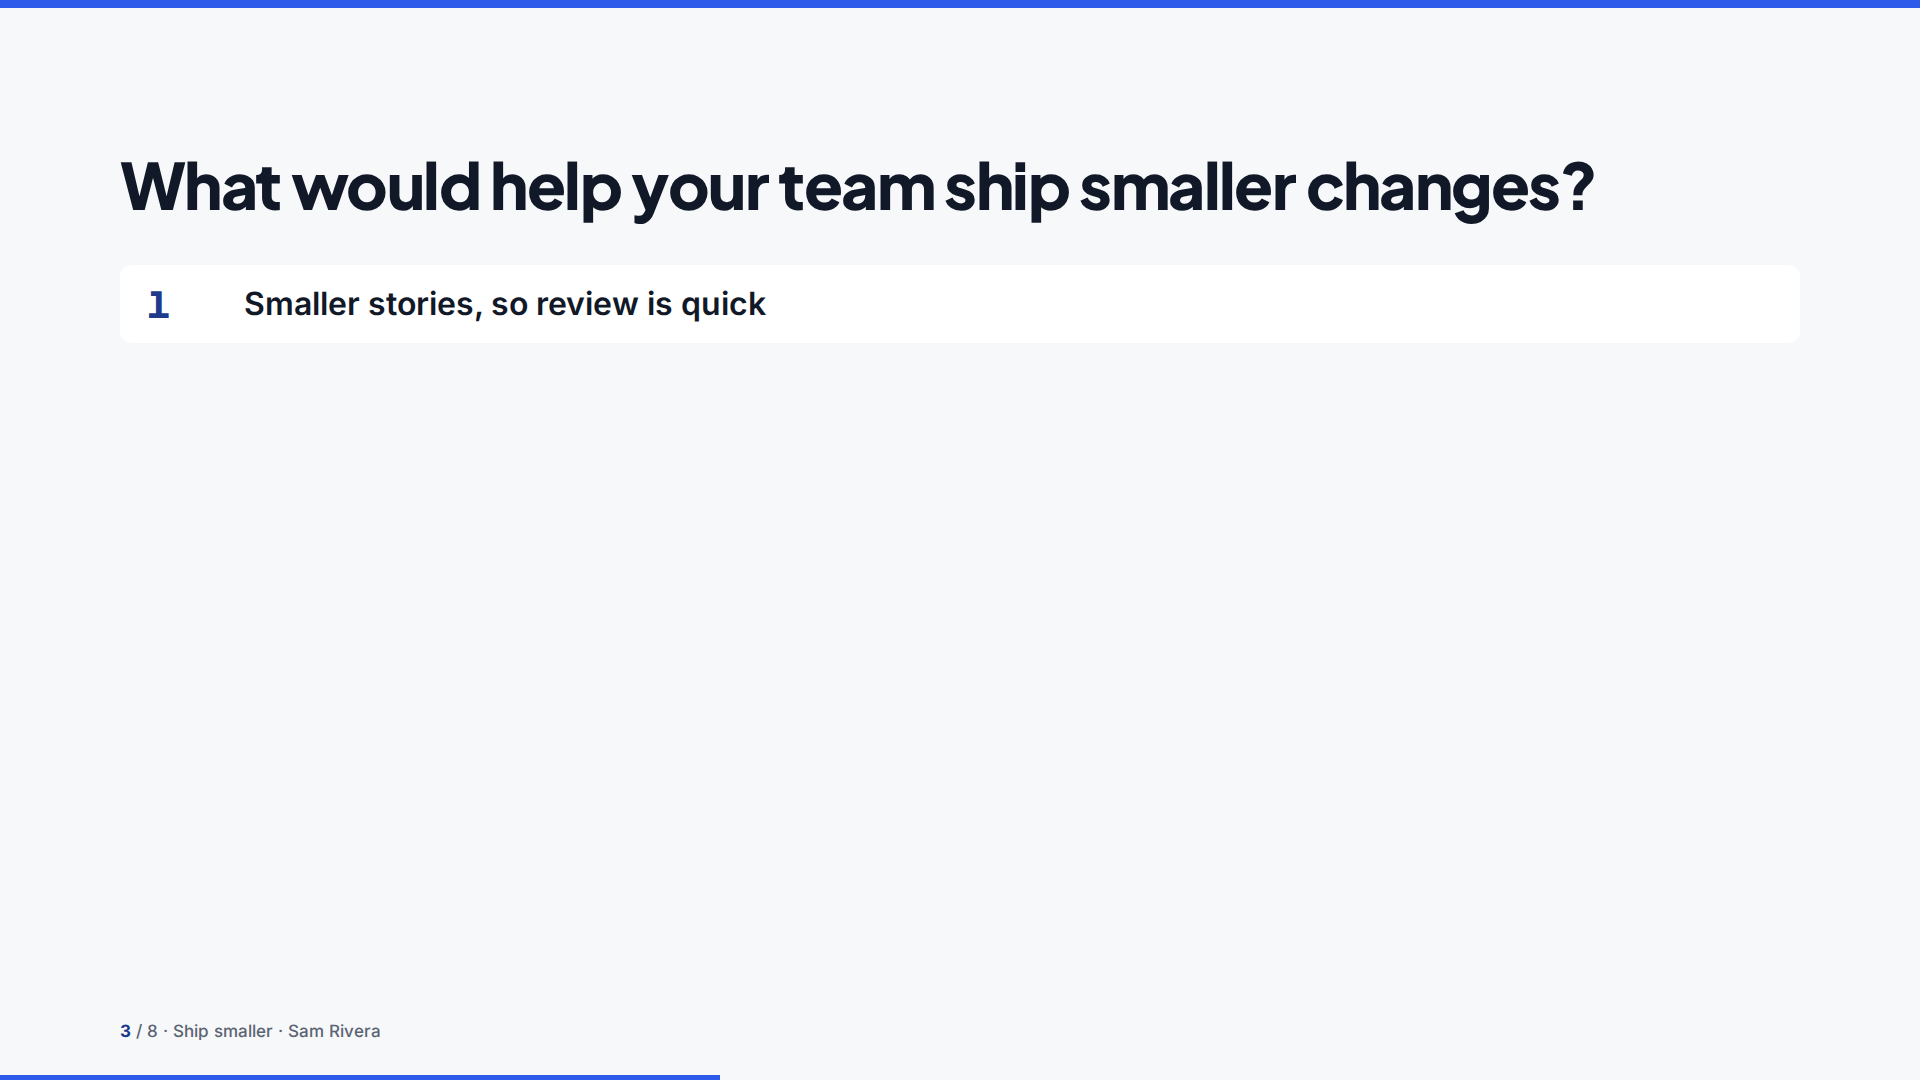 What would help your team ship smaller changes?
1 Smaller stories, so review is quick
3 / 8 · Ship smaller · Sam Rivera